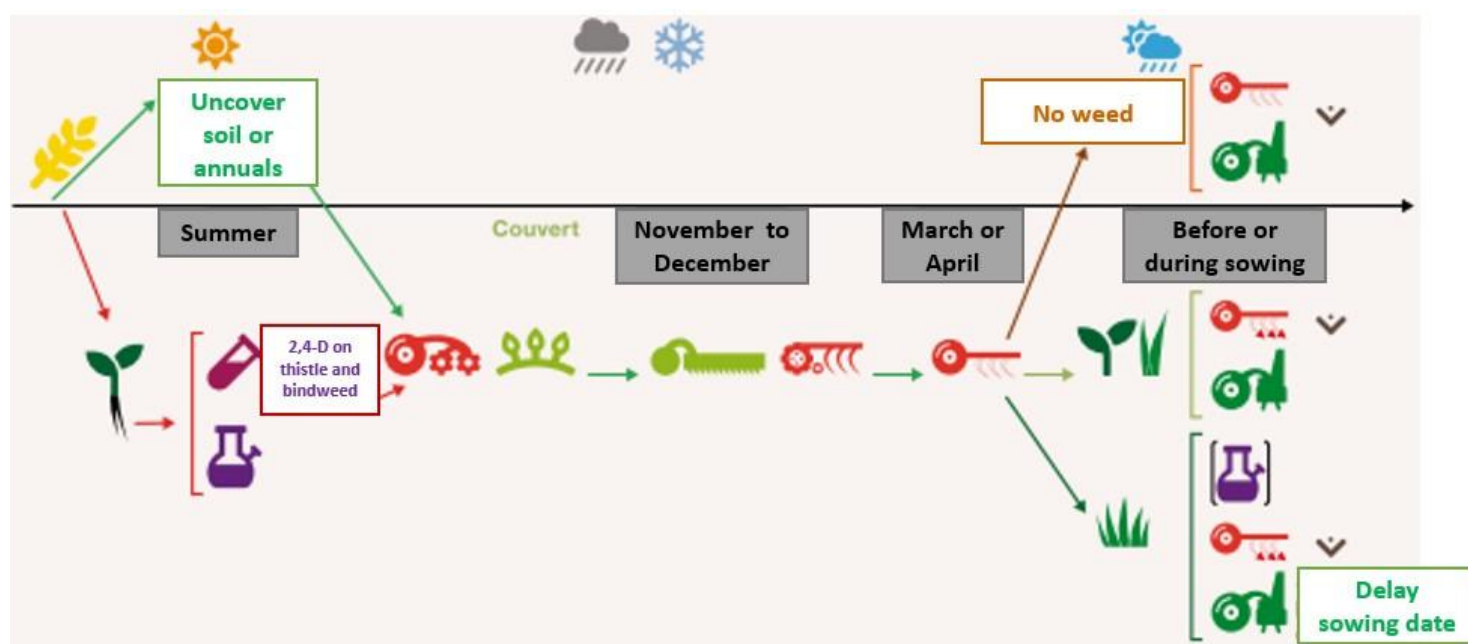 Uncover
soil or
annuals
No weed
Summer
Couvert
November to
December
March or
April
Before or
during sowing
2,4-D on
thistle and
bindweed
Delay
sowing date